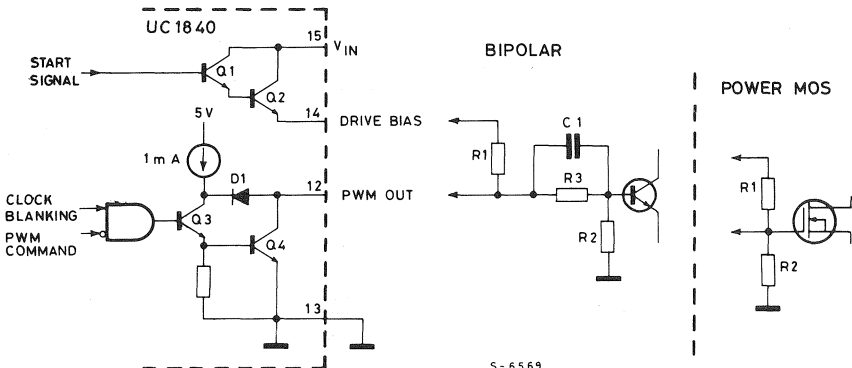 UC1840
START
SIGNAL
Q1
Q2
15
VIN
14
DRIVE BIAS
5V
1mA
D1
12
PWM OUT
CLOCK
BLANKING
PWM
COMMAND
Q3
Q4
13
BIPOLAR
C1
R1
R3
R2
POWER MOS
R1
R2
S-6569